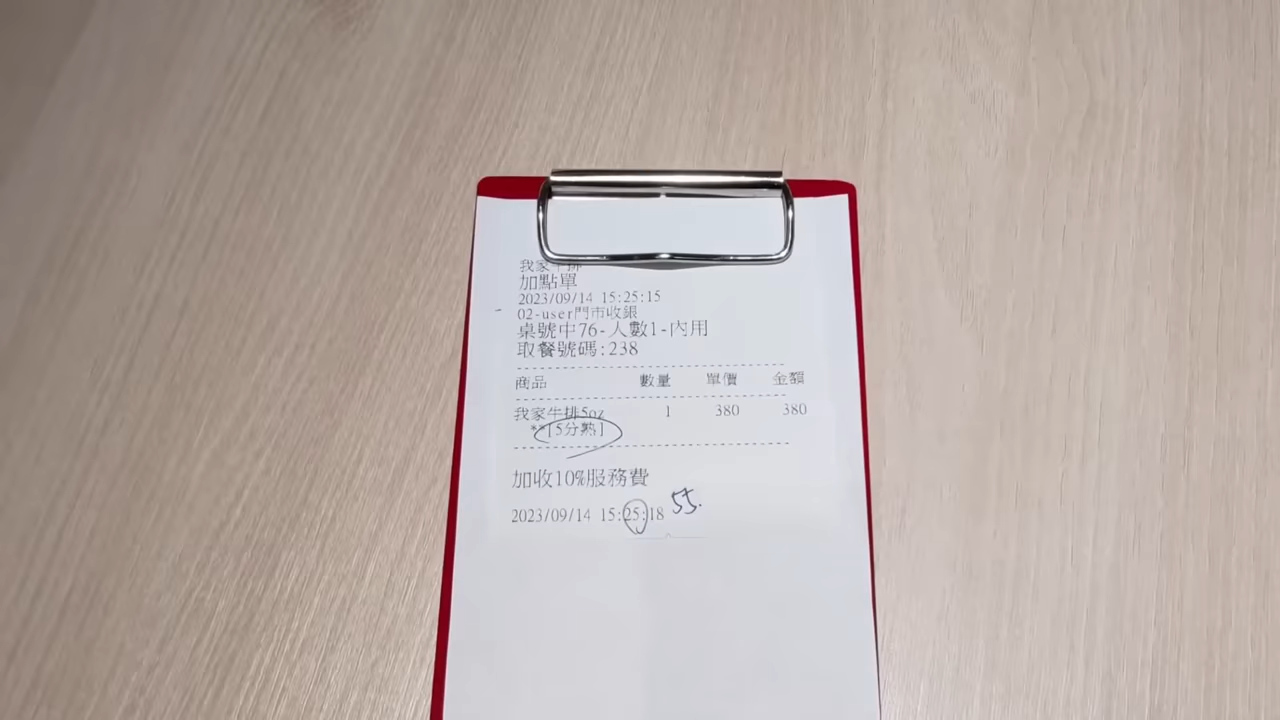 我家牛排
加點單
2023/09/14 15:25:15
02-user門市收銀
桌號中76-人數1-內用
取餐號碼:238
商品 數量 單價 金額
我家牛排5oz 1 380 380
**[5分熟]
加收10%服務費
2023/09/14 15:25:18 55.